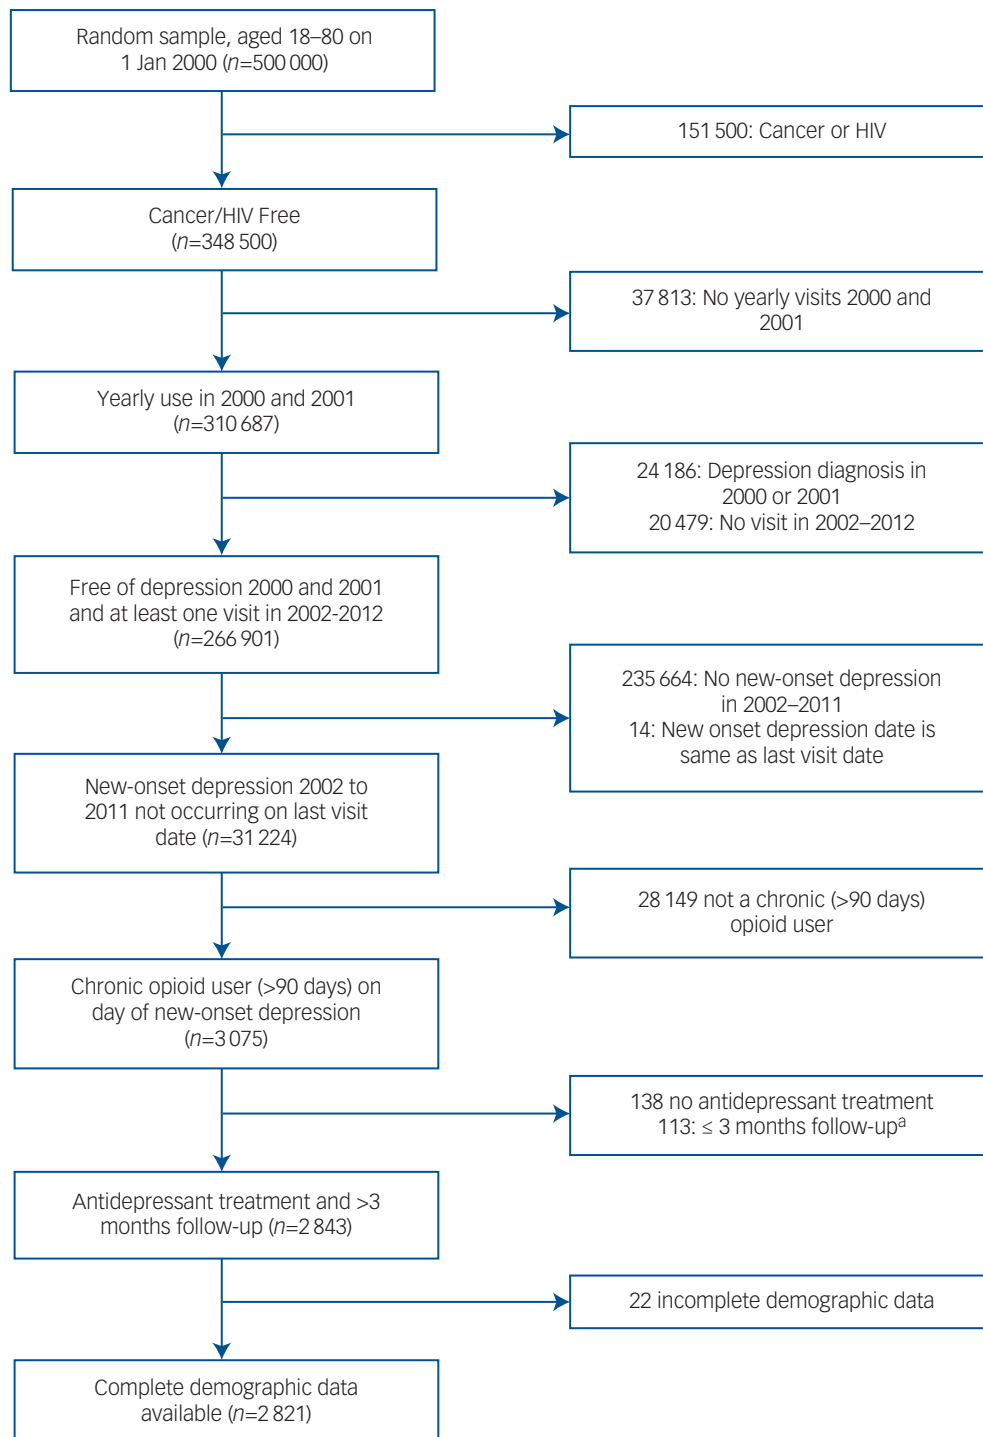 Random sample, aged 18–80 on
1 Jan 2000 (n=500 000)
151 500: Cancer or HIV
Cancer/HIV Free
(n=348 500)
37 813: No yearly visits 2000 and
2001
Yearly use in 2000 and 2001
(n=310 687)
24 186: Depression diagnosis in
2000 or 2001
20 479: No visit in 2002–2012
Free of depression 2000 and 2001
and at least one visit in 2002-2012
(n=266 901)
235 664: No new-onset depression
in 2002–2011
14: New onset depression date is
same as last visit date
New-onset depression 2002 to
2011 not occurring on last visit
date (n=31 224)
28 149 not a chronic (>90 days)
opioid user
Chronic opioid user (>90 days) on
day of new-onset depression
(n=3 075)
138 no antidepressant treatment
113: ≤ 3 months follow-upª
Antidepressant treatment and >3
months follow-up (n=2 843)
22 incomplete demographic data
Complete demographic data
available (n=2 821)